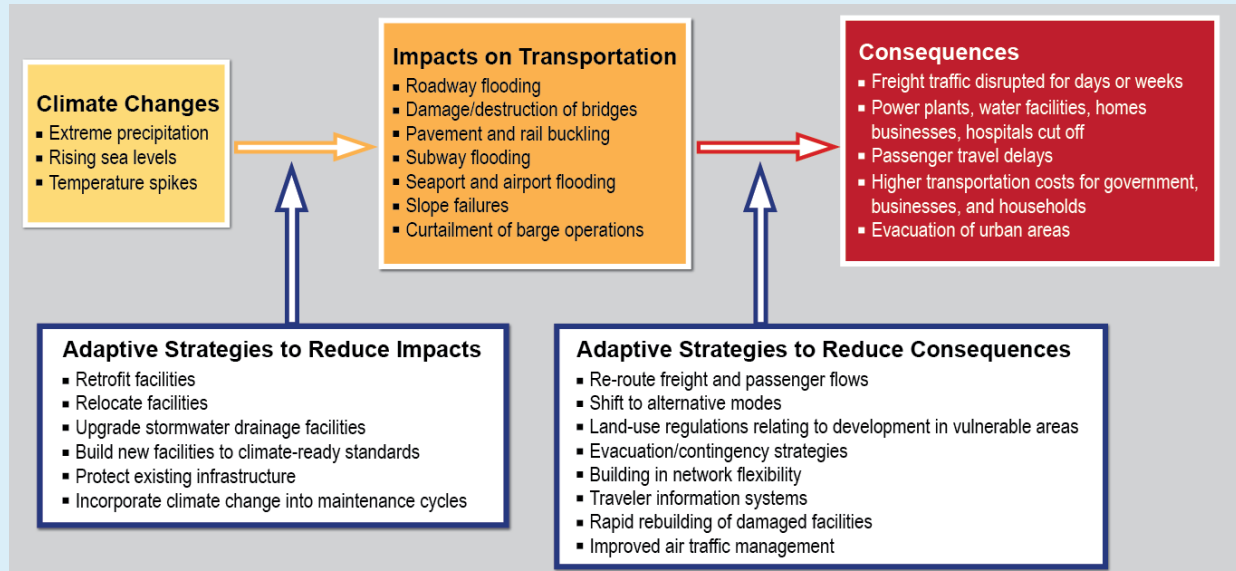 Climate Changes
▪ Extreme precipitation
▪ Rising sea levels
▪ Temperature spikes
Impacts on Transportation
▪ Roadway flooding
▪ Damage/destruction of bridges
▪ Pavement and rail buckling
▪ Subway flooding
▪ Seaport and airport flooding
▪ Slope failures
▪ Curtailment of barge operations
Consequences
▪ Freight traffic disrupted for days or weeks
▪ Power plants, water facilities, homes
businesses, hospitals cut off
▪ Passenger travel delays
▪ Higher transportation costs for government,
businesses, and households
▪ Evacuation of urban areas
Adaptive Strategies to Reduce Impacts
▪ Retrofit facilities
▪ Relocate facilities
▪ Upgrade stormwater drainage facilities
▪ Build new facilities to climate-ready standards
▪ Protect existing infrastructure
▪ Incorporate climate change into maintenance cycles
Adaptive Strategies to Reduce Consequences
▪ Re-route freight and passenger flows
▪ Shift to alternative modes
▪ Land-use regulations relating to development in vulnerable areas
▪ Evacuation/contingency strategies
▪ Building in network flexibility
▪ Traveler information systems
▪ Rapid rebuilding of damaged facilities
▪ Improved air traffic management